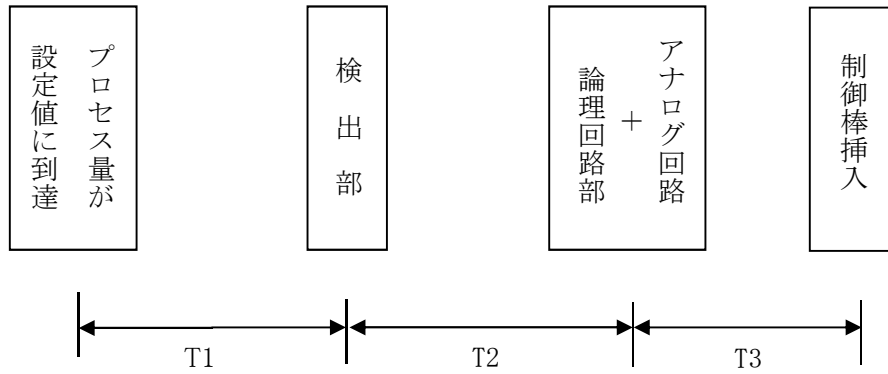 プロセス量が
設定値に到達
検出部
アナログ回路
+
論理回路部
制御棒挿入
T1
T2
T3